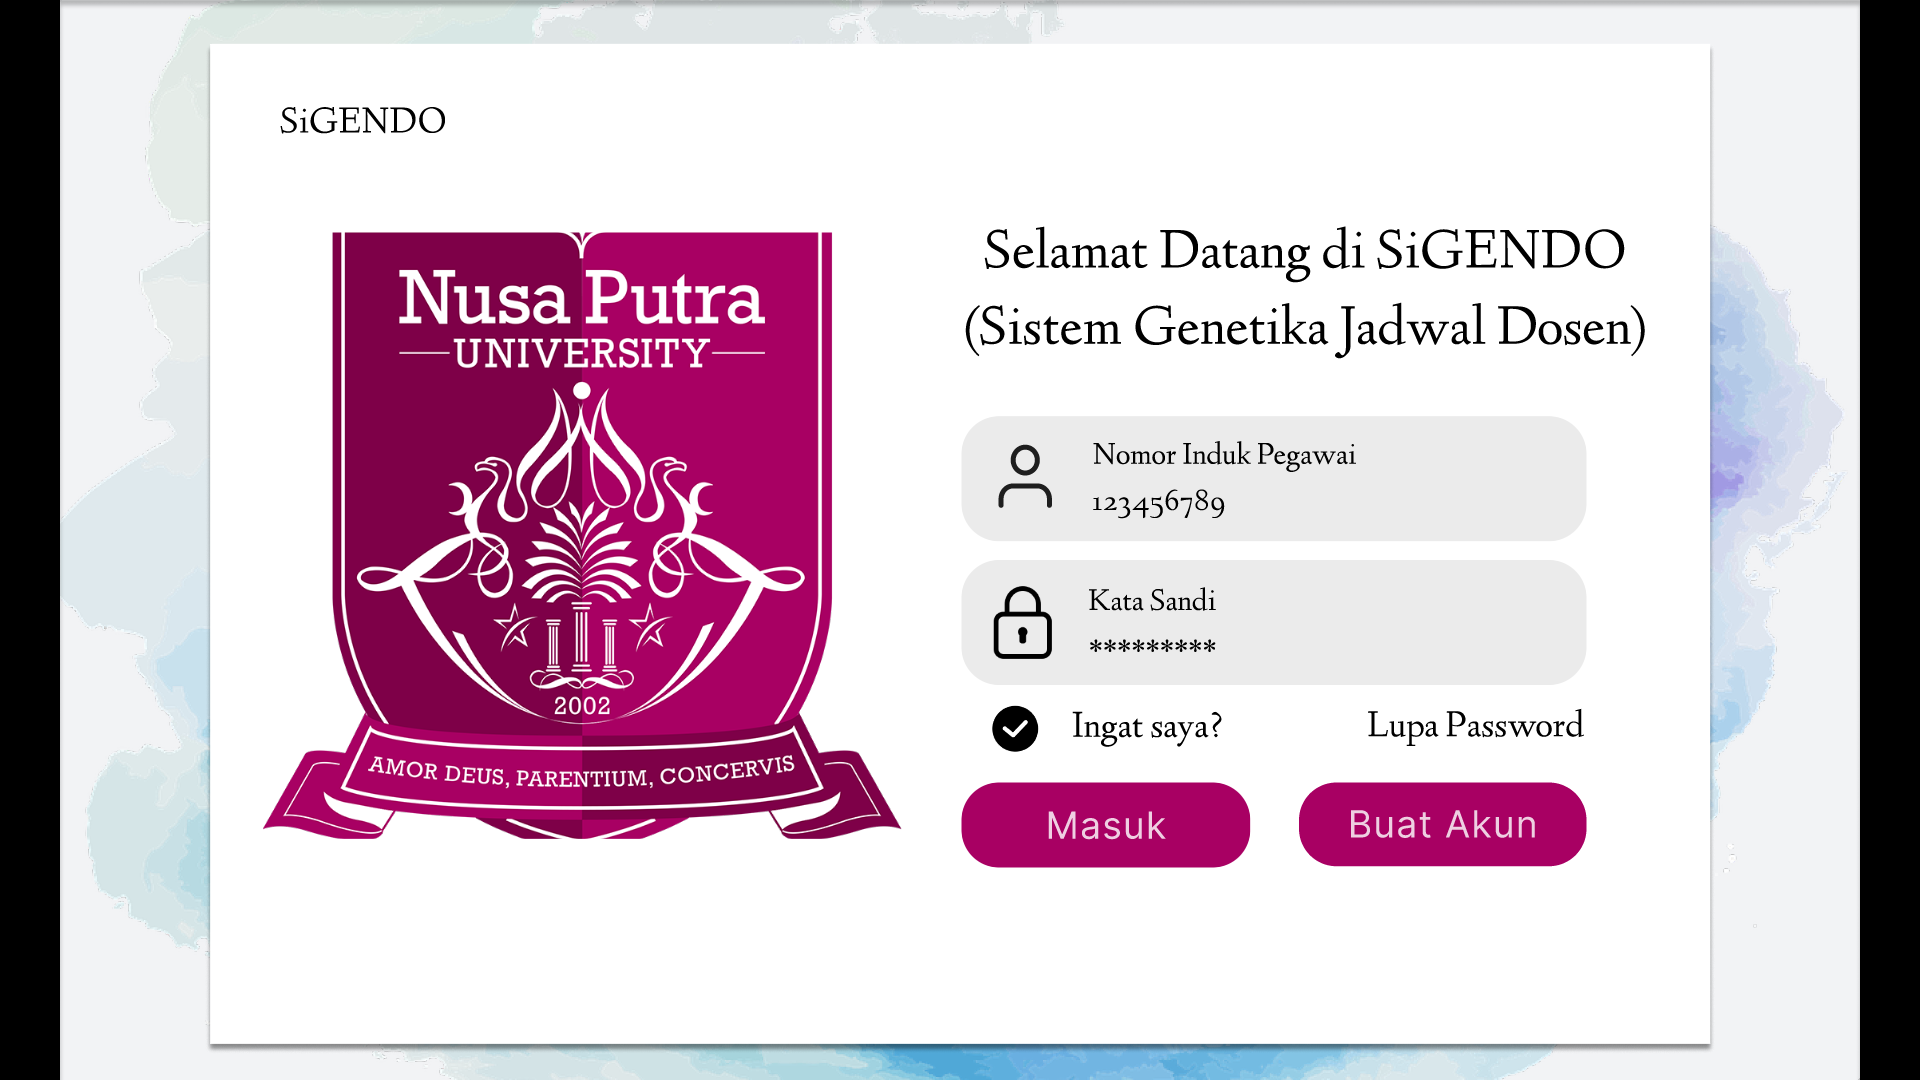 SiGENDO
Nusa Putra
UNIVERSITY
2002
AMOR DEUS, PARENTIUM, CONCERVIS
Selamat Datang di SiGENDO
(Sistem Genetika Jadwal Dosen)
Nomor Induk Pegawai
123456789
Kata Sandi
*********
Ingat saya?
Lupa Password
Masuk
Buat Akun